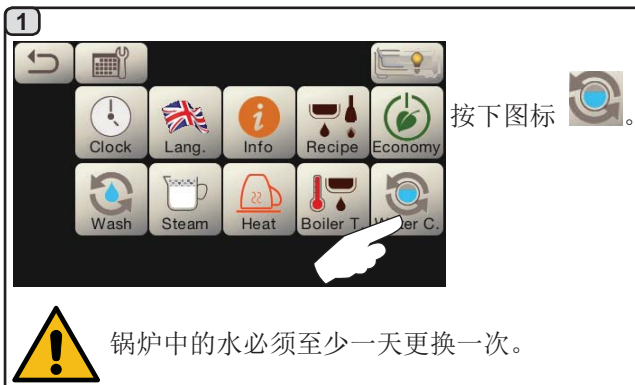 1
Clock Lang. Info Recipe Economy
按下图标 。
Wash Steam Heat Boiler T. Water C.
锅炉中的水必须至少一天更换一次。